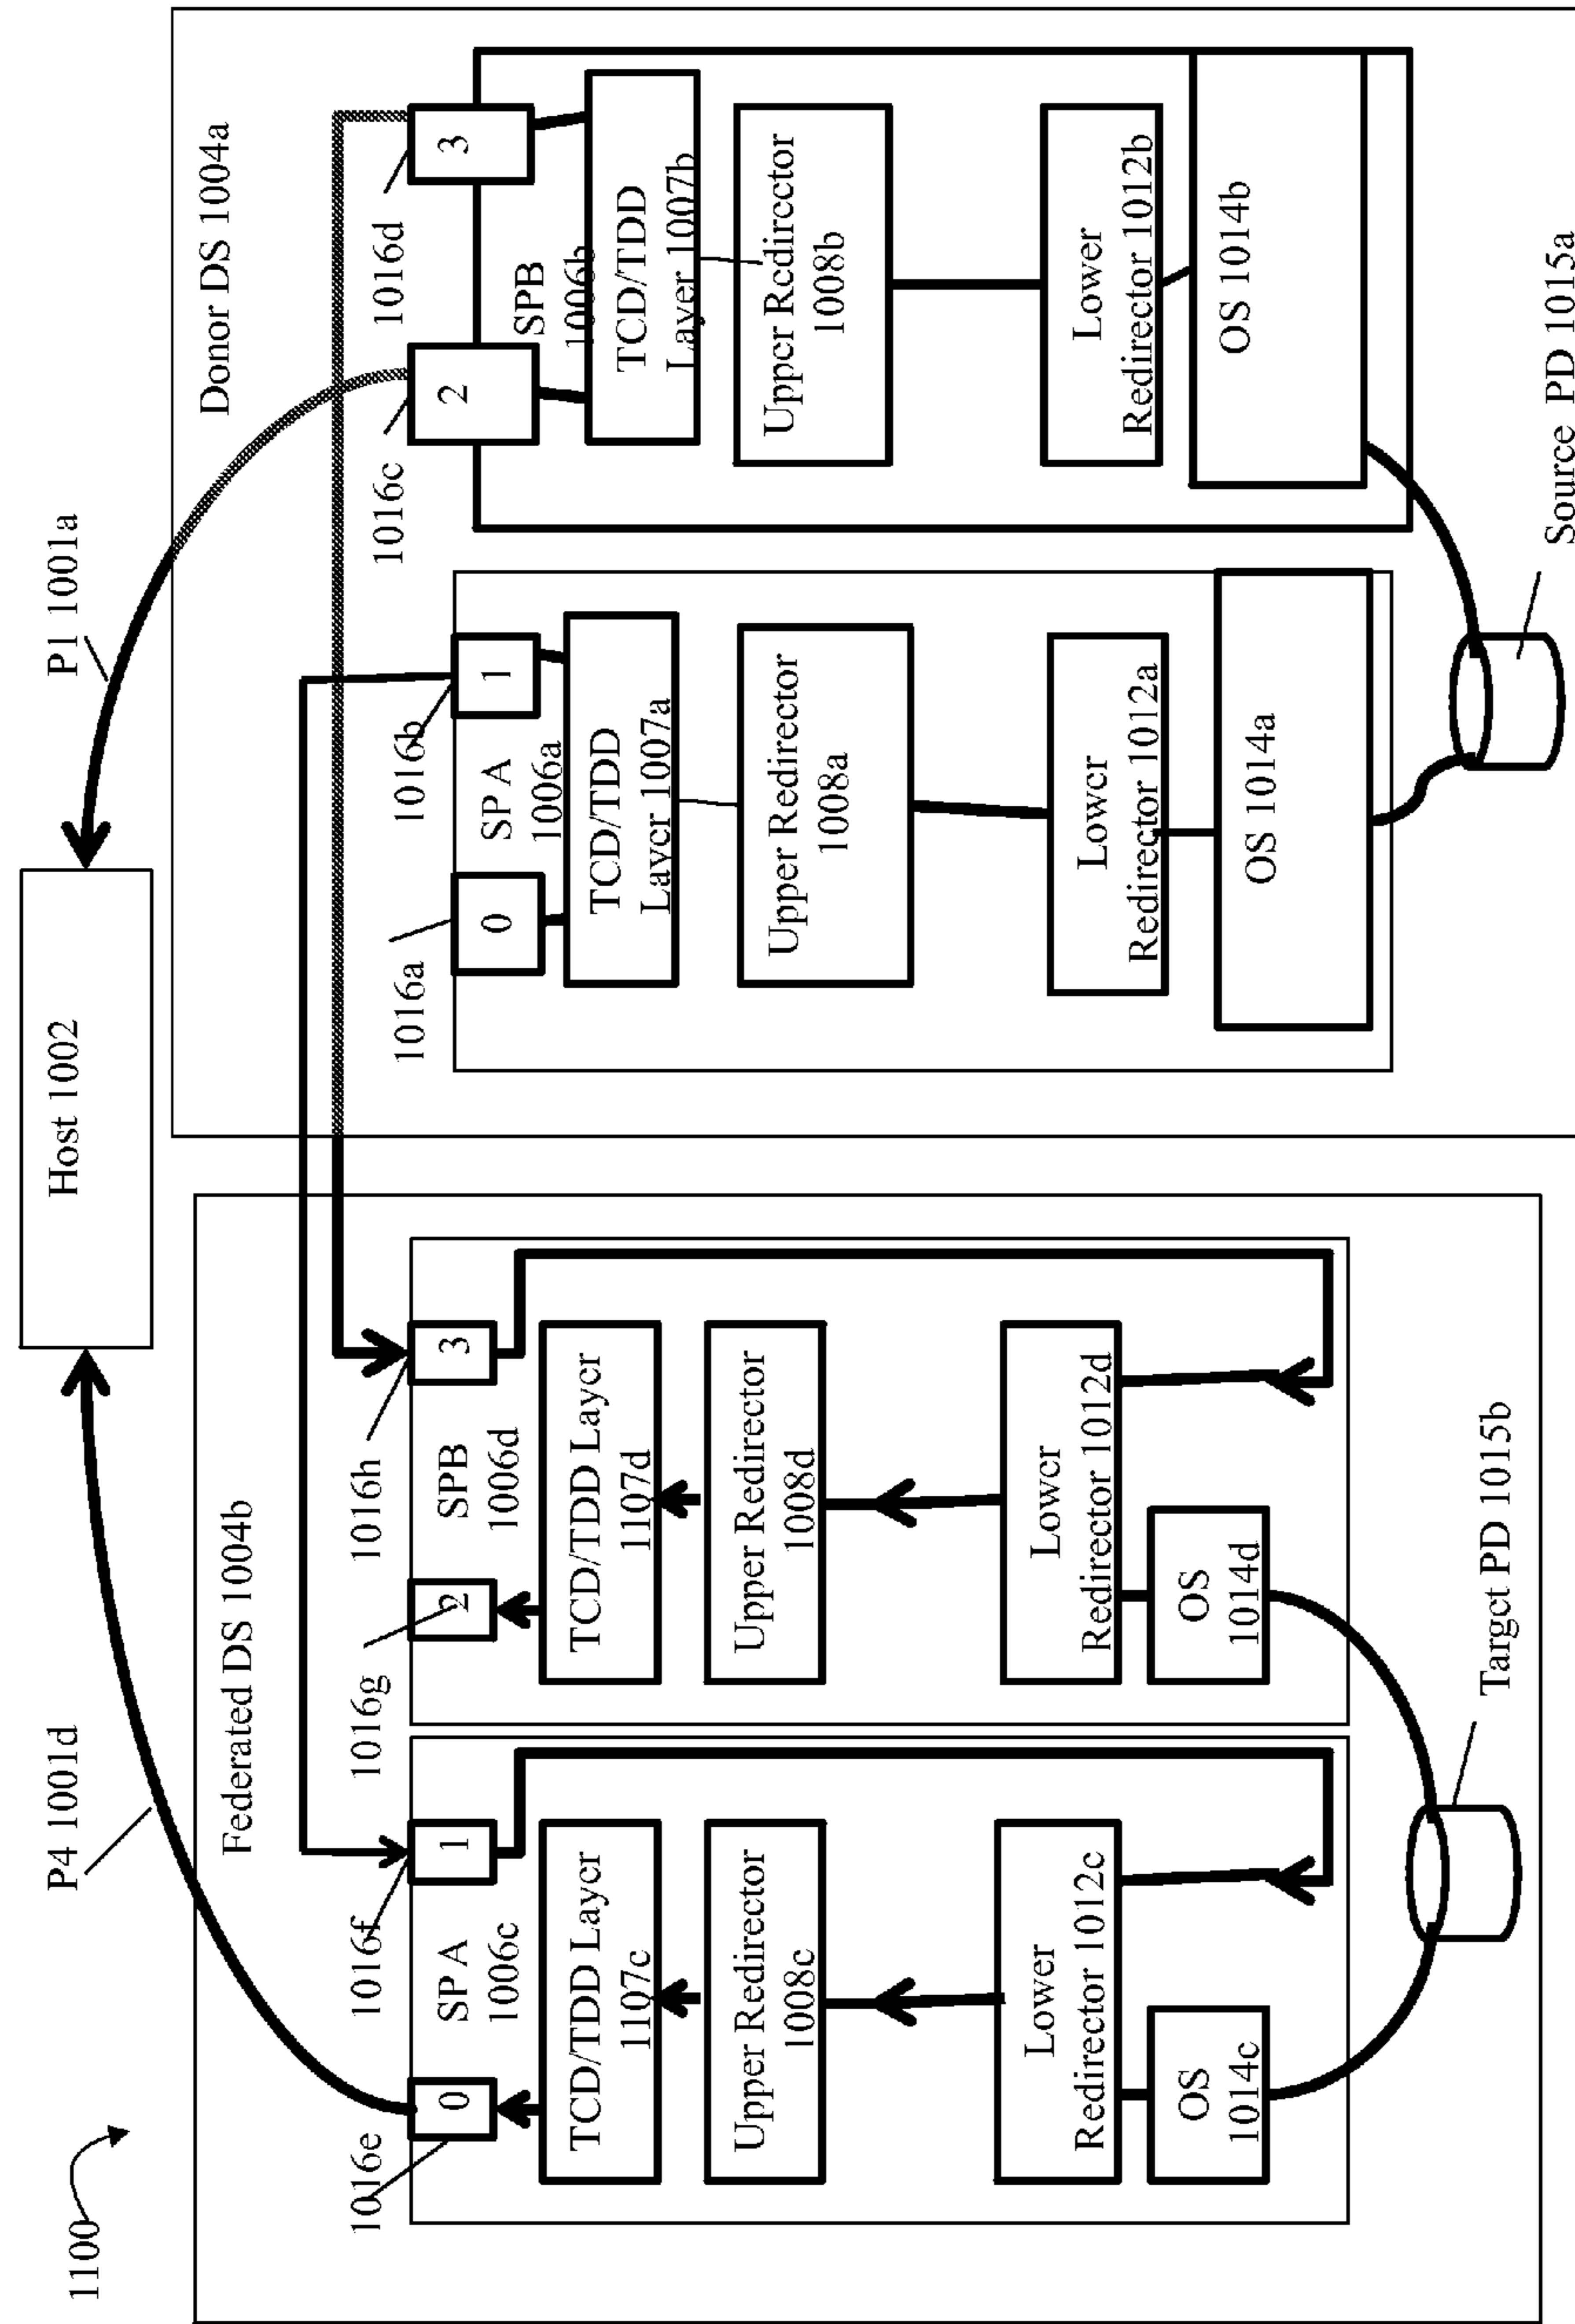 1100
Host 1002
P4 1001d
P1 1001a
Federated DS 1004b
1016e
0
1016f
1
SP A
1006c
TCD/TDD Layer
1107c
Upper Redirector
1008c
Lower
Redirector 1012c
OS
1014c
1016g
2
1016h
3
SPB
1006d
TCD/TDD Layer
1107d
Upper Redirector
1008d
Lower
Redirector 1012d
OS
1014d
Target PD 1015b
Donor DS 1004a
1016a
0
1016b
1
SP A
1006a
TCD/TDD
Layer 1007a
Upper Redirector
1008a
Lower
Redirector 1012a
OS 1014a
1016c
2
1016d
3
SPB
1006b
TCD/TDD
Layer 1007b
Upper Redirector
1008b
Lower
Redirector 1012b
OS 1014b
Source PD 1015a